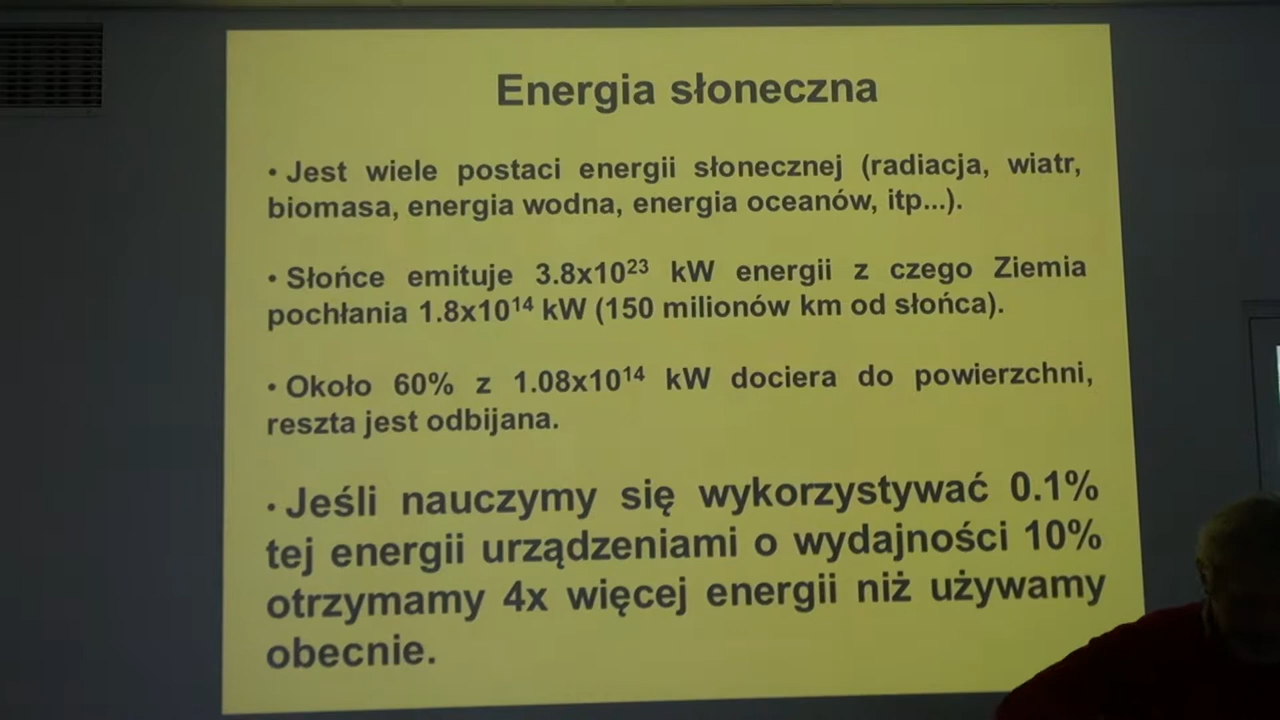 Energia słoneczna
• Jest wiele postaci energii słonecznej (radiacja, wiatr,
biomasa, energia wodna, energia oceanów, itp...).
• Słońce emituje 3.8x10²³ kW energii z czego Ziemia
pochłania 1.8x10¹⁴ kW (150 milionów km od słońca).
• Około 60% z 1.08x10¹⁴ kW dociera do powierzchni,
reszta jest odbijana.
• Jeśli nauczymy się wykorzystywać 0.1%
tej energii urządzeniami o wydajności 10%
otrzymamy 4x więcej energii niż używamy
obecnie.